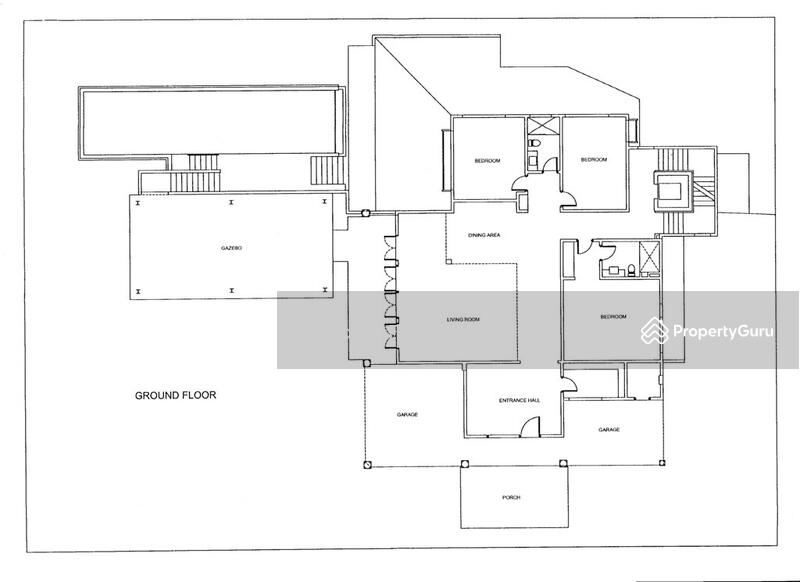 BEDROOM
BEDROOM
DINING AREA
GAZEBO
LIVING ROOM
BEDROOM
PropertyGuru
GROUND FLOOR
ENTRANCE HALL
GARAGE
GARAGE
PORCH